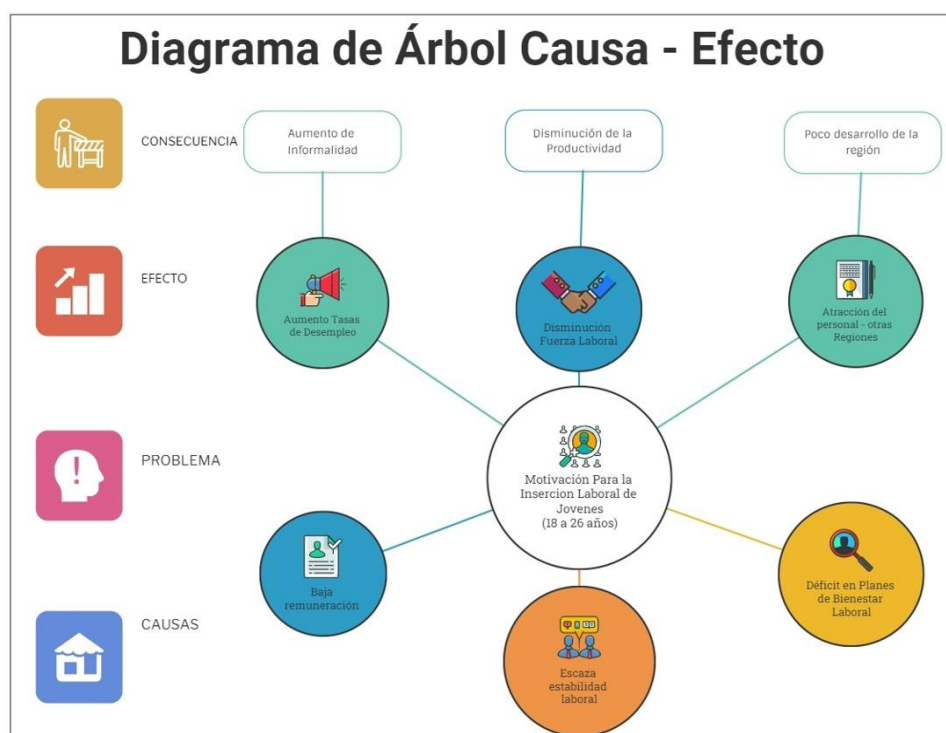 Diagrama de Árbol Causa - Efecto
CONSECUENCIA
Aumento de
Informalidad
Disminución de la
Productividad
Poco desarrollo de la
región
EFECTO
Aumento Tasas
de Desempleo
Disminución
Fuerza Laboral
Atracción del
personal - otras
Regiones
PROBLEMA
!
Motivación Para la
Insercion Laboral de
Jovenes
(18 a 26 años)
CAUSAS
Baja
remuneración
Escaza
estabilidad
laboral
Déficit en Planes
de Bienestar
Laboral